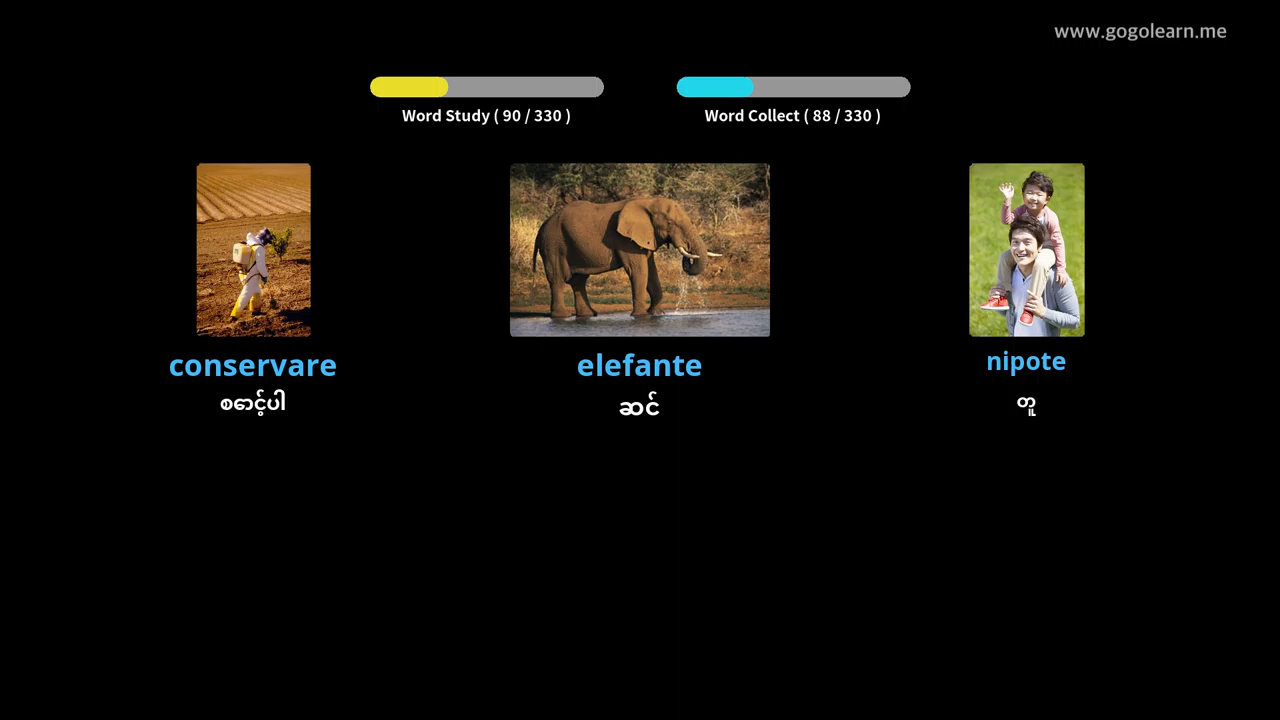 www.gogolearn.me
Word Study ( 90 / 330 )
Word Collect ( 88 / 330 )
conservare
စောင့်ပါ
elefante
ဆင်
nipote
တူ